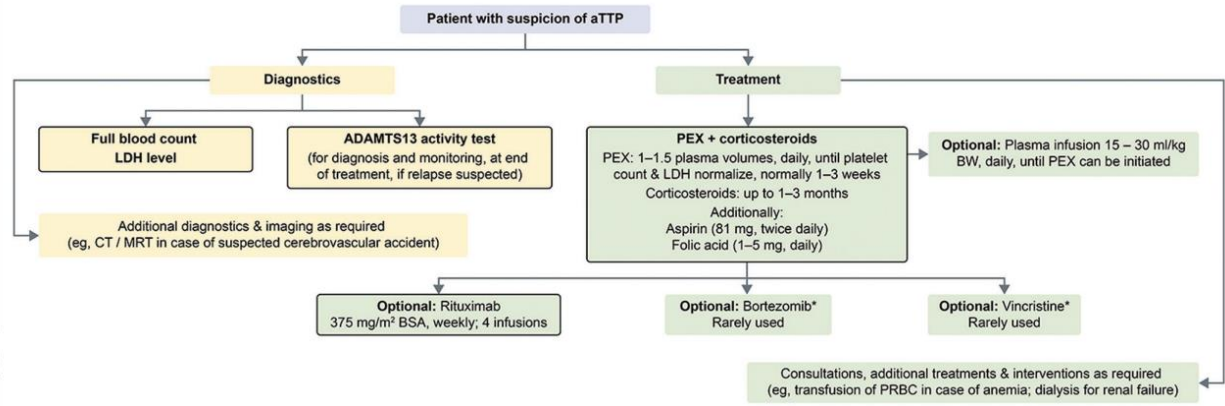 Patient with suspicion of aTTP
Diagnostics
Treatment
Full blood count
LDH level
ADAMTS13 activity test
(for diagnosis and monitoring, at end
of treatment, if relapse suspected)
PEX + corticosteroids
PEX: 1–1.5 plasma volumes, daily, until platelet
count & LDH normalize, normally 1–3 weeks
Corticosteroids: up to 1–3 months
Additionally:
Aspirin (81 mg, twice daily)
Folic acid (1–5 mg, daily)
Optional: Plasma infusion 15 – 30 ml/kg
BW, daily, until PEX can be initiated
Additional diagnostics & imaging as required
(eg, CT / MRT in case of suspected cerebrovascular accident)
Optional: Rituximab
375 mg/m² BSA, weekly; 4 infusions
Optional: Bortezomib*
Rarely used
Optional: Vincristine*
Rarely used
Consultations, additional treatments & interventions as required
(eg, transfusion of PRBC in case of anemia; dialysis for renal failure)